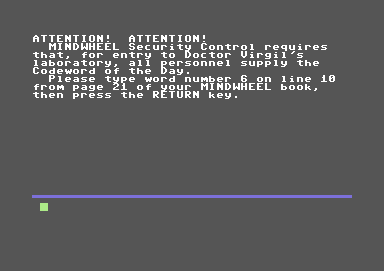 ATTENTION!  ATTENTION!
  MINDWHEEL Security Control requires
that, for entry to Doctor Virgil's
laboratory, all personnel supply the
Codeword of the Day.
  Please type word number 6 on line 10
from page 21 of your MINDWHEEL book,
then press the RETURN key.